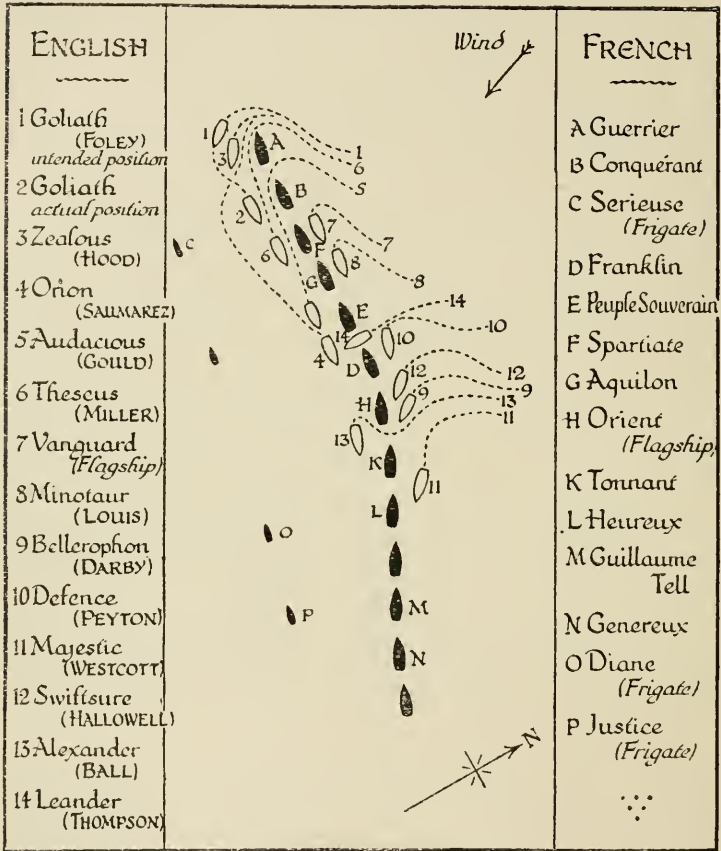 ENGLISH
1 Goliath
(FOLEY)
intended position
2 Goliath
actual position
3 Zealous
(HOOD)
4 Orion
(SAUMAREZ)
5 Audacious
(GOULD)
6 Theseus
(MILLER)
7 Vanguard
(Flagship)
8 Minotaur
(LOUIS)
9 Bellerophon
(DARBY)
10 Defence
(PEYTON)
11 Majestic
(WESTCOTT)
12 Swiftsure
(HALLOWELL)
13 Alexander
(BALL)
14 Leander
(THOMPSON)
Wind
1
3
A
1
6
B
5
2
7
C
6
F
7
G
8
8
E
14
14
10
4
D
10
12
12
H
9
9
13
13
11
K
11
L
O
P
M
N
N
FRENCH
A Guerrier
B Conquérant
C Serieuse
(Frigate)
D Franklin
E Peuple Souverain
F Spartiate
G Aquilon
H Orient
(Flagship)
K Tonnant
L Heureux
M Guillaume
Tell
N Genereux
O Diane
(Frigate)
P Justice
(Frigate)